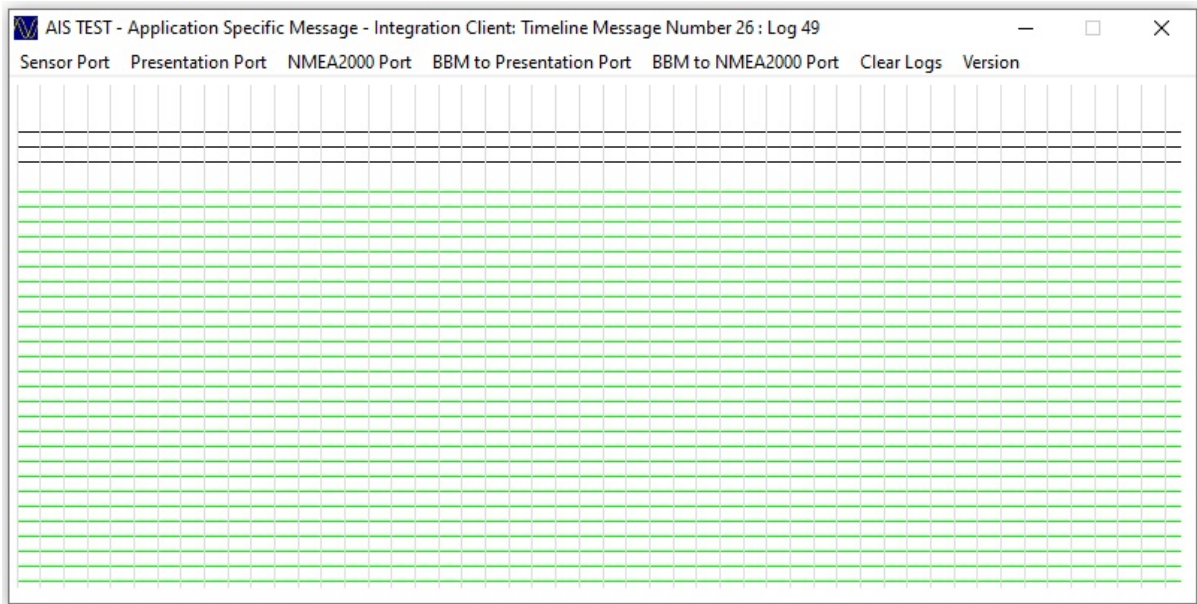 AIS TEST - Application Specific Message - Integration Client: Timeline Message Number 26 : Log 49
Sensor Port Presentation Port NMEA2000 Port BBM to Presentation Port BBM to NMEA2000 Port Clear Logs Version